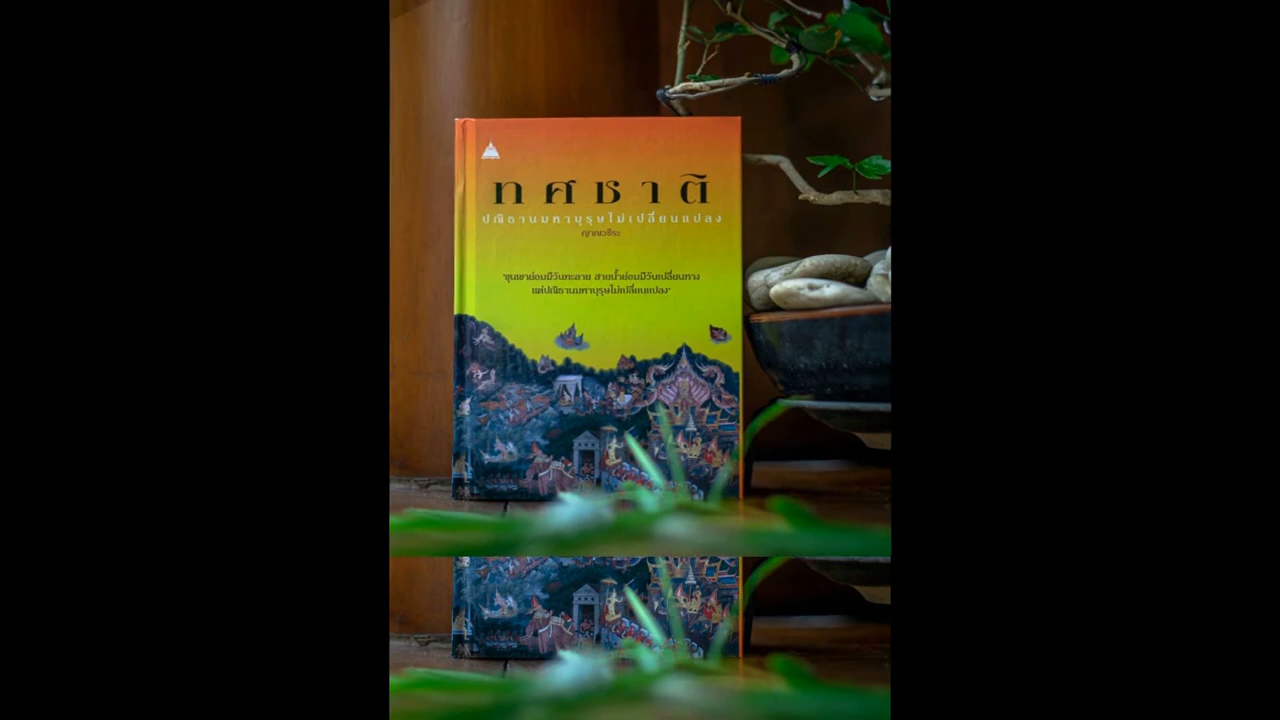 ทศชาติ
ปณิธานมหาบุรุษไม่เปลี่ยนแปลง
ญาณวชิระ
"ขุนเขาย่อมมีวันทะลาย สายน้ำย่อมมีวันเปลี่ยนทาง
แต่ปณิธานมหาบุรุษไม่เปลี่ยนแปลง"